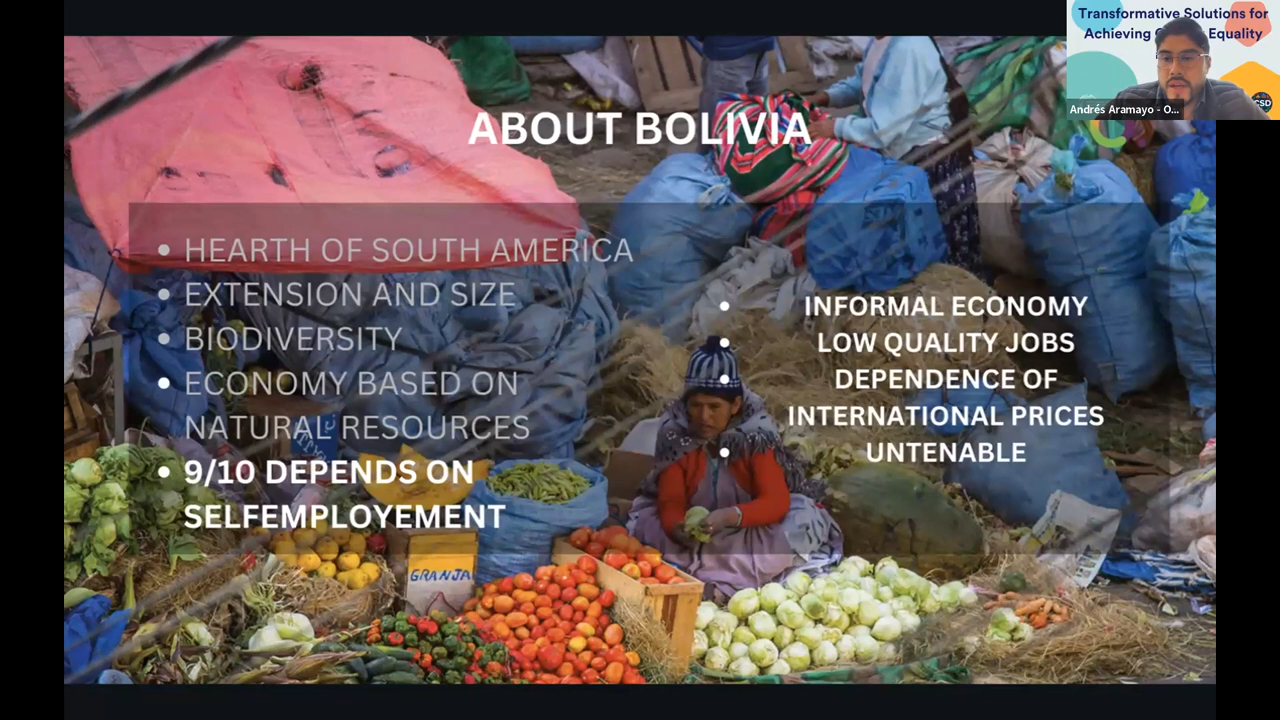 Transformative Solutions for
Achieving Equality
Andrés Aramayo - O...
CSD
ABOUT BOLIVIA
HEARTH OF SOUTH AMERICA
EXTENSION AND SIZE
BIODIVERSITY
ECONOMY BASED ON
NATURAL RESOURCES
9/10 DEPENDS ON
SELFEMPLOYEMENT
INFORMAL ECONOMY
LOW QUALITY JOBS
DEPENDENCE OF
INTERNATIONAL PRICES
UNTENABLE
GRANJA